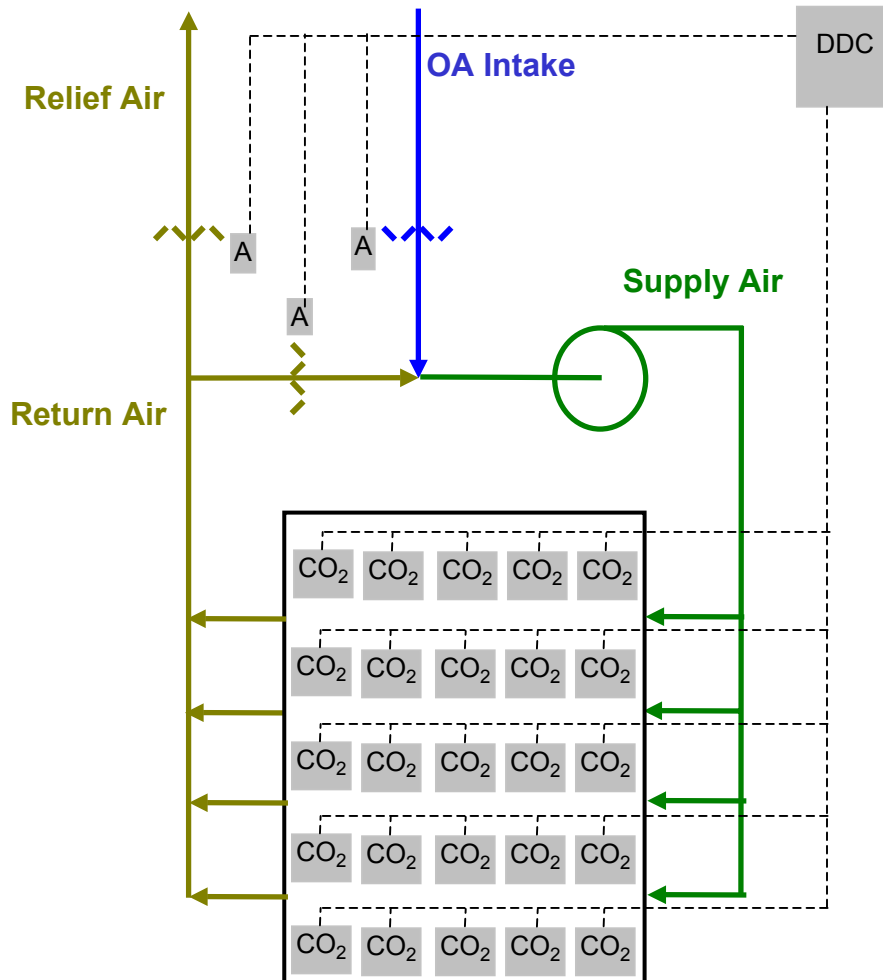 DDC
OA Intake
Relief Air
A
A
A
Supply Air
Return Air
CO₂ CO₂ CO₂ CO₂ CO₂
CO₂ CO₂ CO₂ CO₂ CO₂
CO₂ CO₂ CO₂ CO₂ CO₂
CO₂ CO₂ CO₂ CO₂ CO₂
CO₂ CO₂ CO₂ CO₂ CO₂